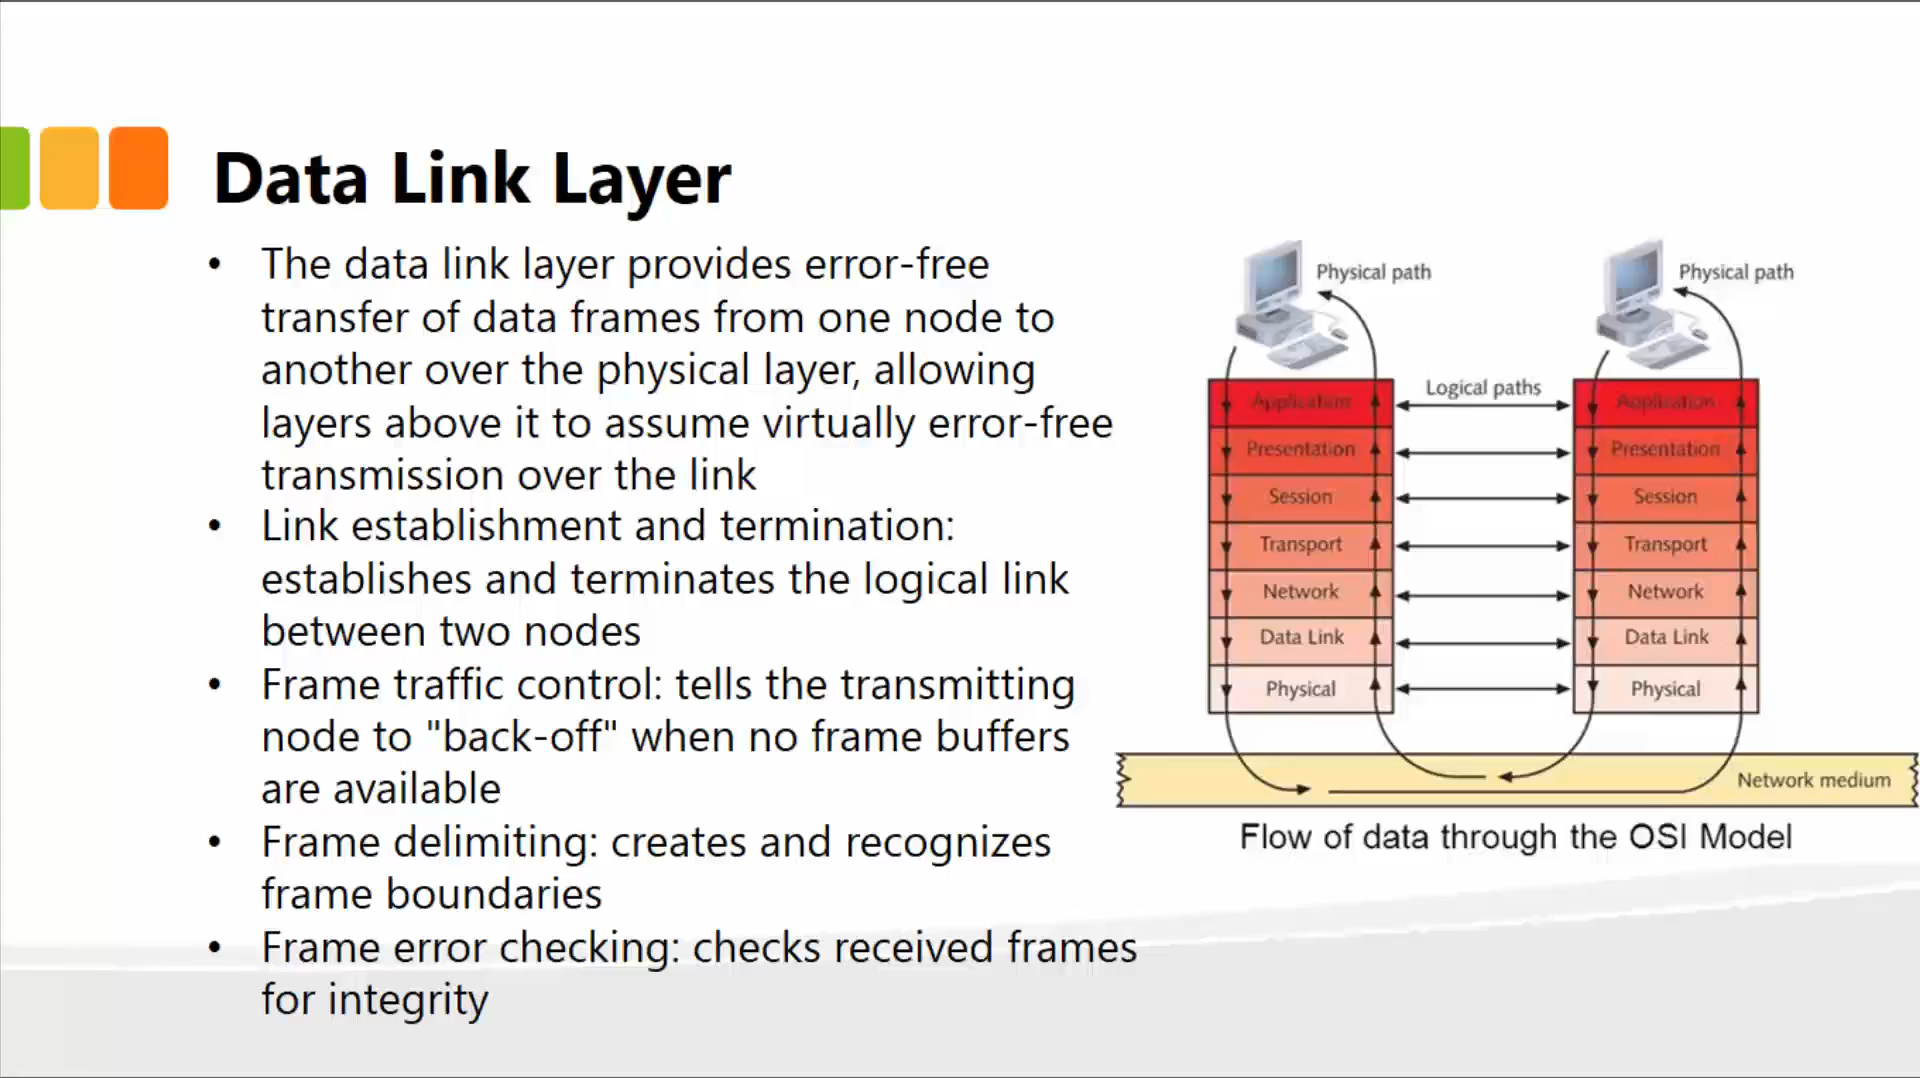 Data Link Layer
• The data link layer provides error-free
transfer of data frames from one node to
another over the physical layer, allowing
layers above it to assume virtually error-free
transmission over the link
• Link establishment and termination:
establishes and terminates the logical link
between two nodes
• Frame traffic control: tells the transmitting
node to "back-off" when no frame buffers
are available
• Frame delimiting: creates and recognizes
frame boundaries
• Frame error checking: checks received frames
for integrity
Physical path
Physical path
Logical paths
Application
Application
Presentation
Presentation
Session
Session
Transport
Transport
Network
Network
Data Link
Data Link
Physical
Physical
Network medium
Flow of data through the OSI Model